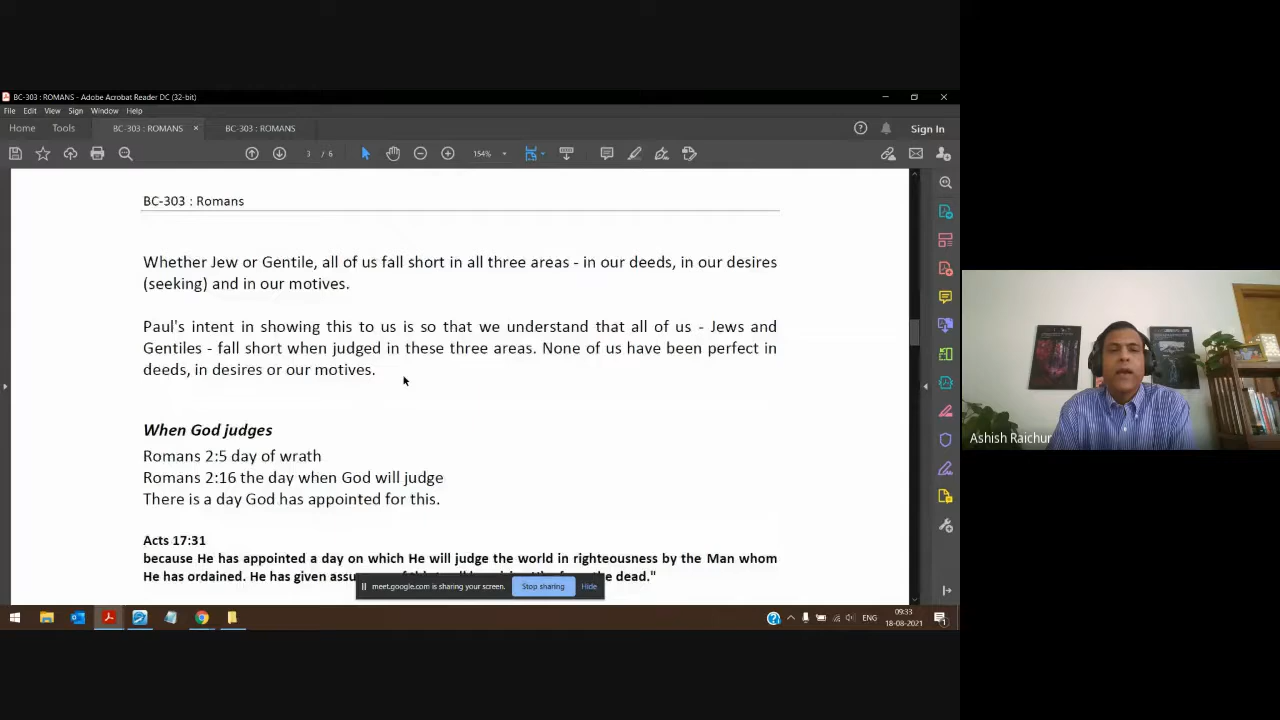 BC-303 : ROMANS - Adobe Acrobat Reader DC (32-bit)
File Edit View Sign Window Help
Home Tools BC-303 : ROMANS × BC-303 : ROMANS Sign In
3 / 6 154%
BC-303 : Romans
Whether Jew or Gentile, all of us fall short in all three areas - in our deeds, in our desires
(seeking) and in our motives.
Paul's intent in showing this to us is so that we understand that all of us - Jews and
Gentiles - fall short when judged in these three areas. None of us have been perfect in
deeds, in desires or our motives.
When God judges
Romans 2:5 day of wrath
Romans 2:16 the day when God will judge
There is a day God has appointed for this.
Acts 17:31
because He has appointed a day on which He will judge the world in righteousness by the Man whom
He has ordained. He has given the dead."
meet.google.com is sharing your screen. Stop sharing Hide
Ashish Raichur
ENG
09:33
18-08-2021